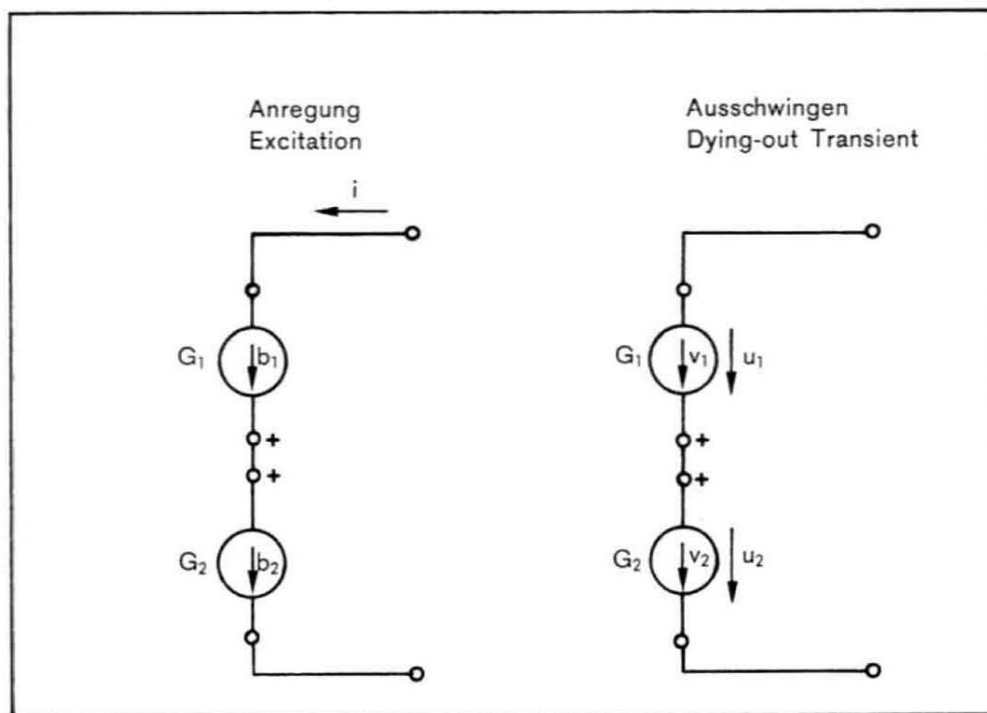 Anregung
Excitation
i
G₁
b₁
+
+
G₂
b₂
Ausschwingen
Dying-out Transient
G₁
v₁
u₁
+
+
G₂
v₂
u₂